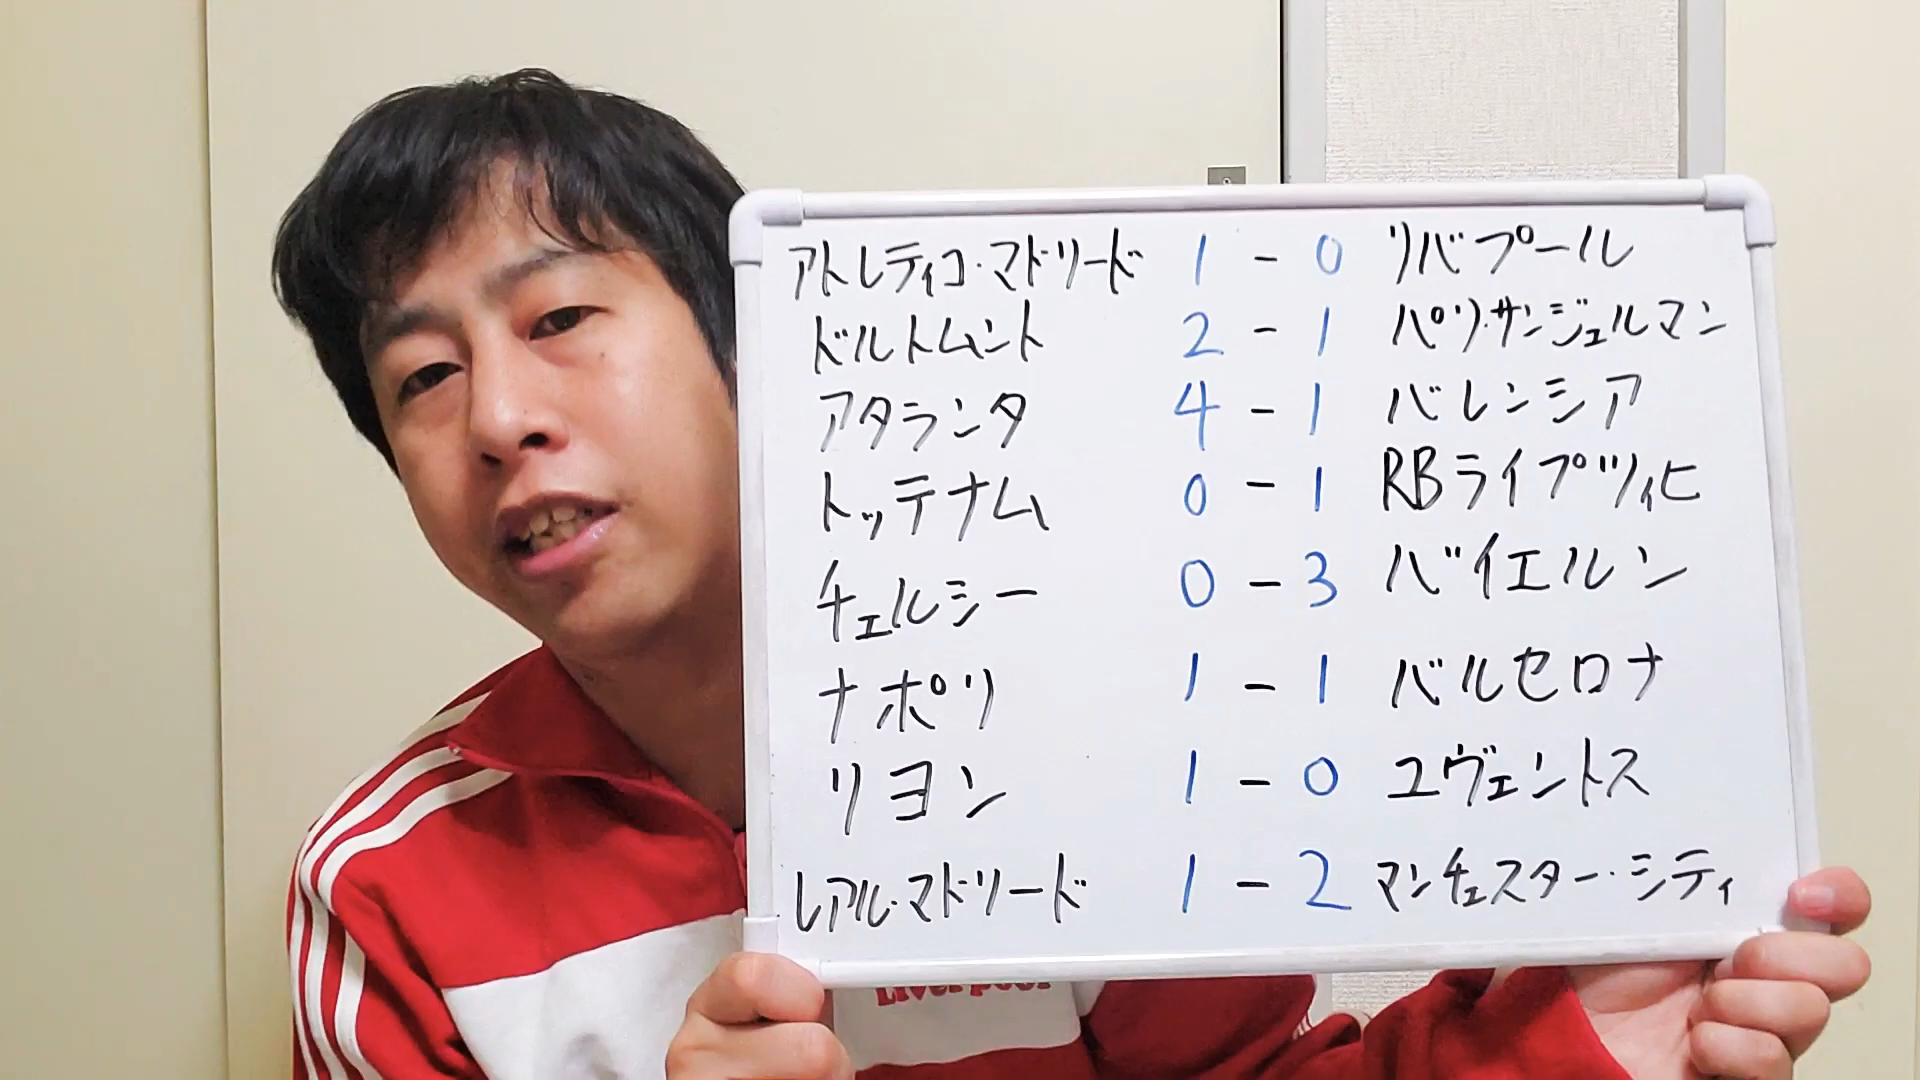 アトレティコ・マドリード 1 - 0 リバプール
ドルトムント 2 - 1 パリ・サンジェルマン
アタランタ 4 - 1 バレンシア
トッテナム 0 - 1 RBライプツィヒ
チェルシー 0 - 3 バイエルン
ナポリ 1 - 1 バルセロナ
リヨン 1 - 0 ユヴェントス
レアル・マドリード 1 - 2 マンチェスター・シティ
Liverpool